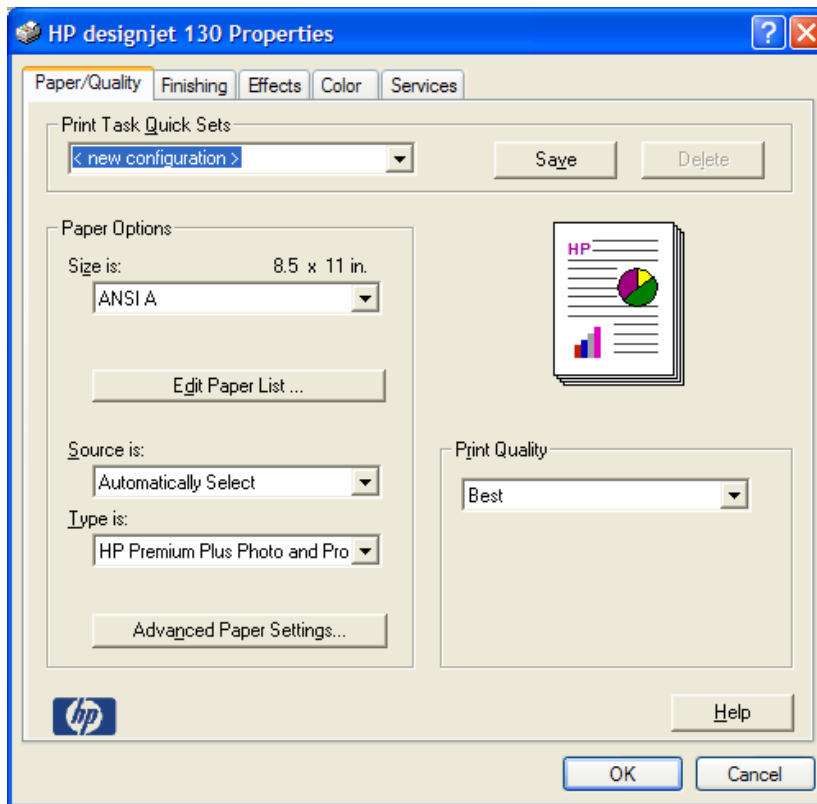 HP designjet 130 Properties
Paper/Quality Finishing Effects Color Services
Print Task Quick Sets
< new configuration > Save Delete
Paper Options
Size is: 8.5 x 11 in.
ANSI A
HP
Edit Paper List ...
Source is:
Automatically Select
Type is:
HP Premium Plus Photo and Pro
Advanced Paper Settings...
Print Quality
Best
hp
Help
OK Cancel